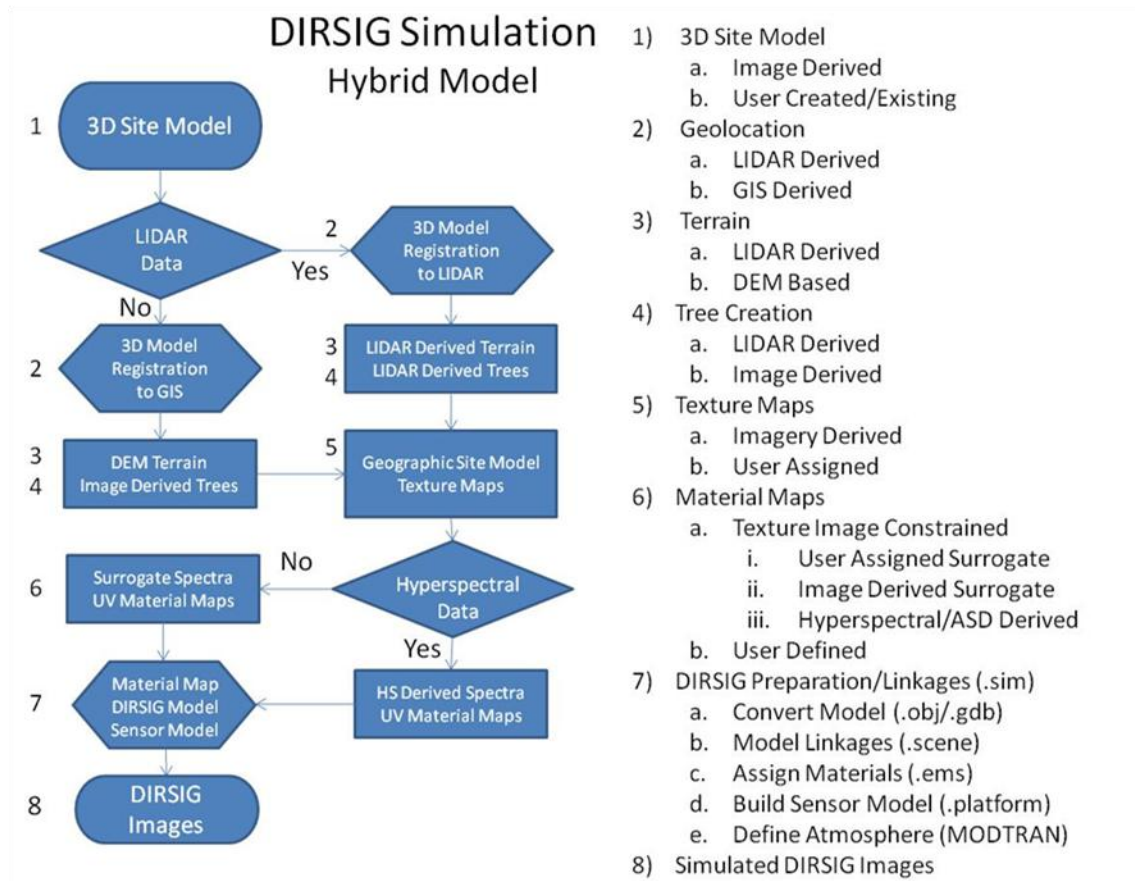 DIRSIG Simulation
Hybrid Model
1
3D Site Model
LIDAR
Data
Yes
No
2
3D Model
Registration
to LIDAR
2
3D Model
Registration
to GIS
3
4
LIDAR Derived Terrain
LIDAR Derived Trees
3
4
DEM Terrain
Image Derived Trees
5
Geographic Site Model
Texture Maps
Hyperspectral
Data
No
Yes
6
Surrogate Spectra
UV Material Maps
HS Derived Spectra
UV Material Maps
7
Material Map
DIRSIG Model
Sensor Model
8
DIRSIG
Images
1) 3D Site Model
a. Image Derived
b. User Created/Existing
2) Geolocation
a. LIDAR Derived
b. GIS Derived
3) Terrain
a. LIDAR Derived
b. DEM Based
4) Tree Creation
a. LIDAR Derived
b. Image Derived
5) Texture Maps
a. Imagery Derived
b. User Assigned
6) Material Maps
a. Texture Image Constrained
i. User Assigned Surrogate
ii. Image Derived Surrogate
iii. Hyperspectral/ASD Derived
b. User Defined
7) DIRSIG Preparation/Linkages (.sim)
a. Convert Model (.obj/.gdb)
b. Model Linkages (.scene)
c. Assign Materials (.ems)
d. Build Sensor Model (.platform)
e. Define Atmosphere (MODTRAN)
8) Simulated DIRSIG Images